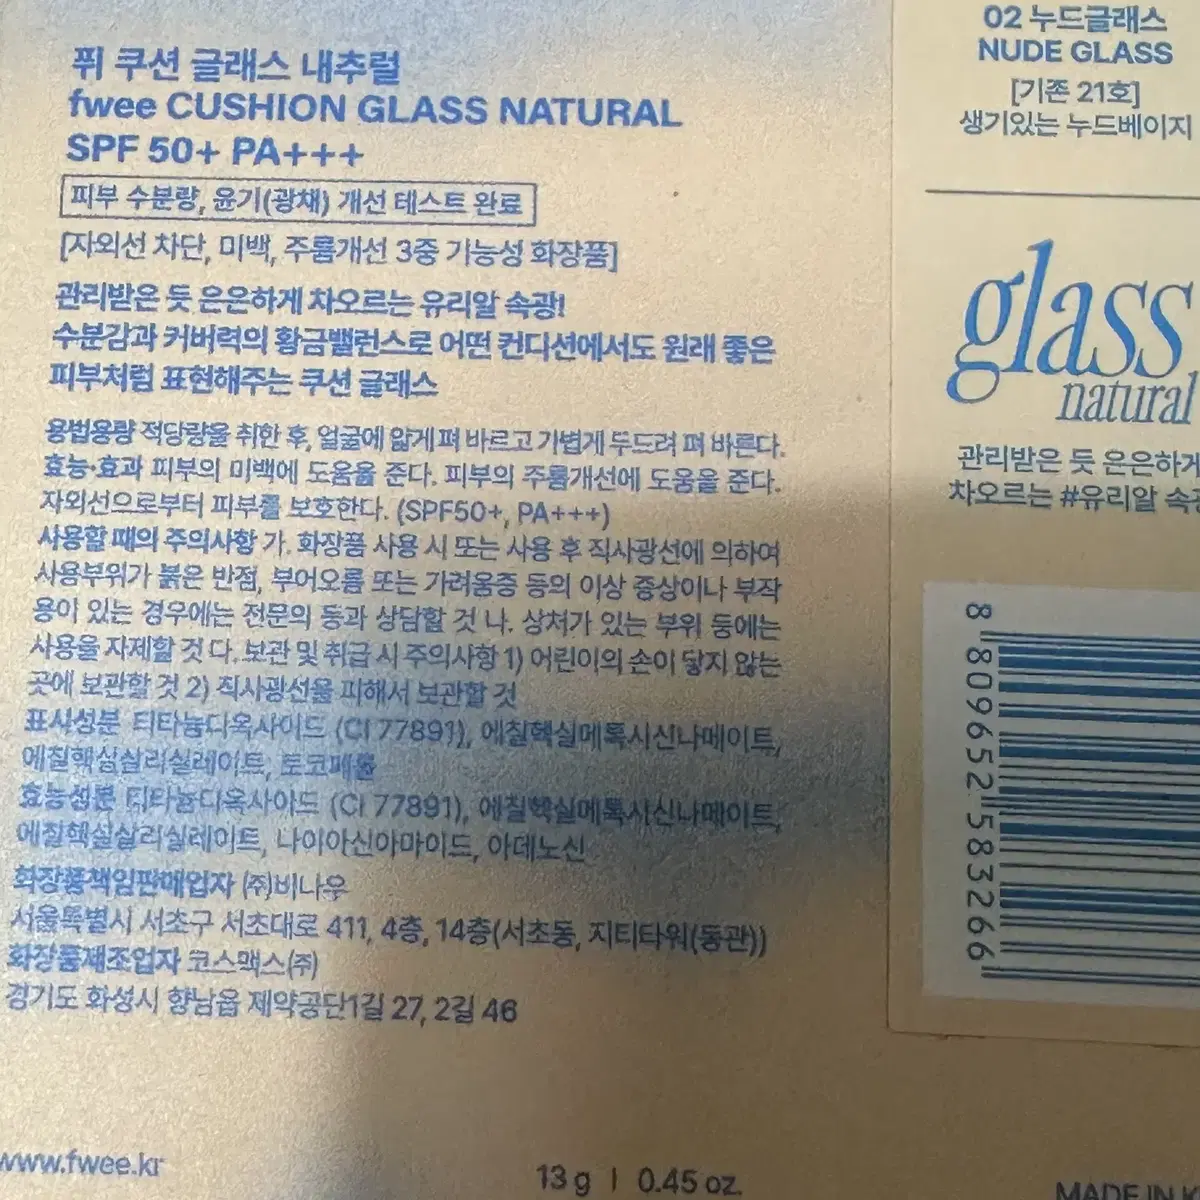 퓌 쿠션 글래스 내추럴
fwee CUSHION GLASS NATURAL
SPF 50+ PA+++
피부 수분량, 윤기(광채) 개선 테스트 완료
[자외선 차단, 미백, 주름개선 3중 기능성 화장품]
관리받은 듯 은은하게 차오르는 유리알 속광!
수분감과 커버력의 황금밸런스로 어떤 컨디션에서도 원래 좋은
피부처럼 표현해주는 쿠션 글래스
용법용량 적당량을 취한 후, 얼굴에 얇게 펴 바르고 가볍게 두드려 펴 바른다.
효능·효과 피부의 미백에 도움을 준다. 피부의 주름개선에 도움을 준다.
자외선으로부터 피부를 보호한다. (SPF50+, PA+++)
사용할 때의 주의사항 가. 화장품 사용 시 또는 사용 후 직사광선에 의하여
사용부위가 붉은 반점, 부어오름 또는 가려움증 등의 이상 증상이나 부작
용이 있는 경우에는 전문의 등과 상담할 것 나. 상처가 있는 부위 등에는
사용을 자제할 것 다. 보관 및 취급 시 주의사항 1) 어린이의 손이 닿지 않는
곳에 보관할 것 2) 직사광선을 피해서 보관할 것
표시성분 티타늄디옥사이드 (CI 77891), 에칠헥실메톡시신나메이트,
에칠헥실살리실레이트, 토코페롤
효능성분 티타늄디옥사이드 (CI 77891), 에칠헥실메톡시신나메이트,
에칠헥실살리실레이트, 나이아신아마이드, 아데노신
화장품책임판매업자 (주)비나우
서울특별시 서초구 서초대로 411, 4층, 14층(서초동, 지티타워(동관))
화장품제조업자 코스맥스(주)
경기도 화성시 향남읍 제약공단1길 27, 2길 46
www.fwee.kr
13 g | 0.45 oz.
02 누드글래스
NUDE GLASS
[기존 21호]
생기있는 누드베이지
glass
natural
관리받은 듯 은은하게
차오르는 #유리알
8 809652 583266
MADE IN